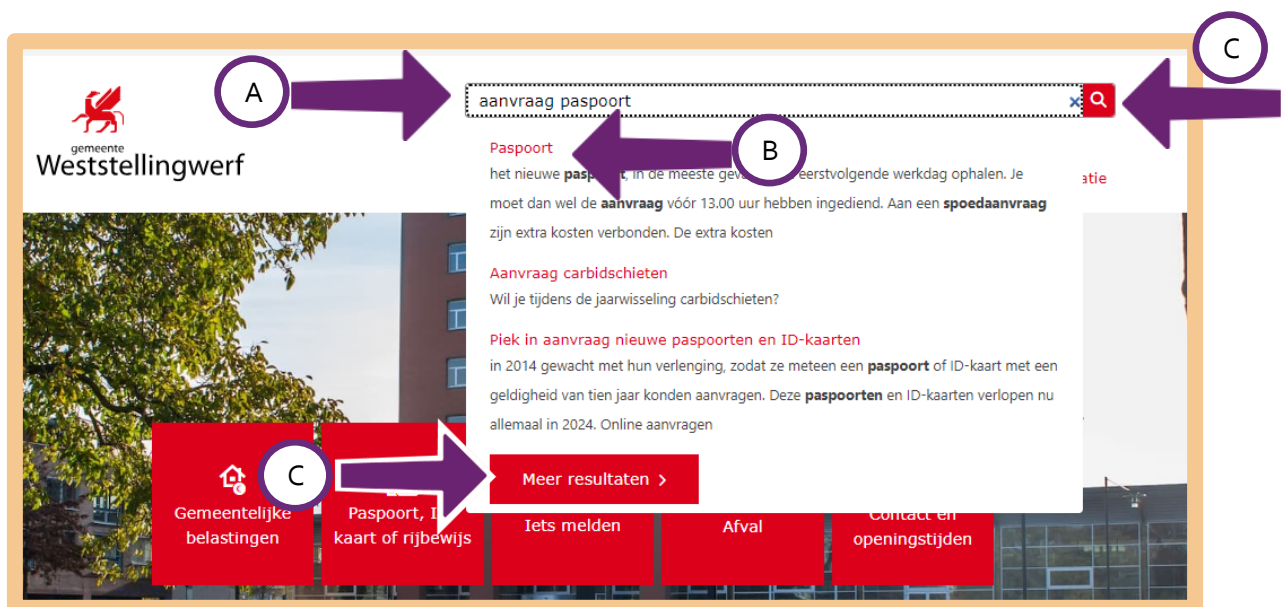 C
A
aanvraag paspoort
gemeente
Weststellingwerf
B
Paspoort
het nieuwe in de meeste eerstvolgende werkdag ophalen. Je
atie
moet dan wel de aanvraag vóór 13.00 uur hebben ingediend. Aan een spoedaanvraag
zijn extra kosten verbonden. De extra kosten
Aanvraag carbidschieten
Wil je tijdens de jaarwisseling carbidschieten?
Piek in aanvraag nieuwe paspoorten en ID-kaarten
in 2014 gewacht met hun verlenging, zodat ze meteen een paspoort of ID-kaart met een
geldigheid van tien jaar konden aanvragen. Deze paspoorten en ID-kaarten verlopen nu
allemaal in 2024. Online aanvragen
C
Meer resultaten >
Gemeentelijke
belastingen
Paspoort,
kaart of rijbewijs
Iets melden
Afval
Contact en
openingstijden